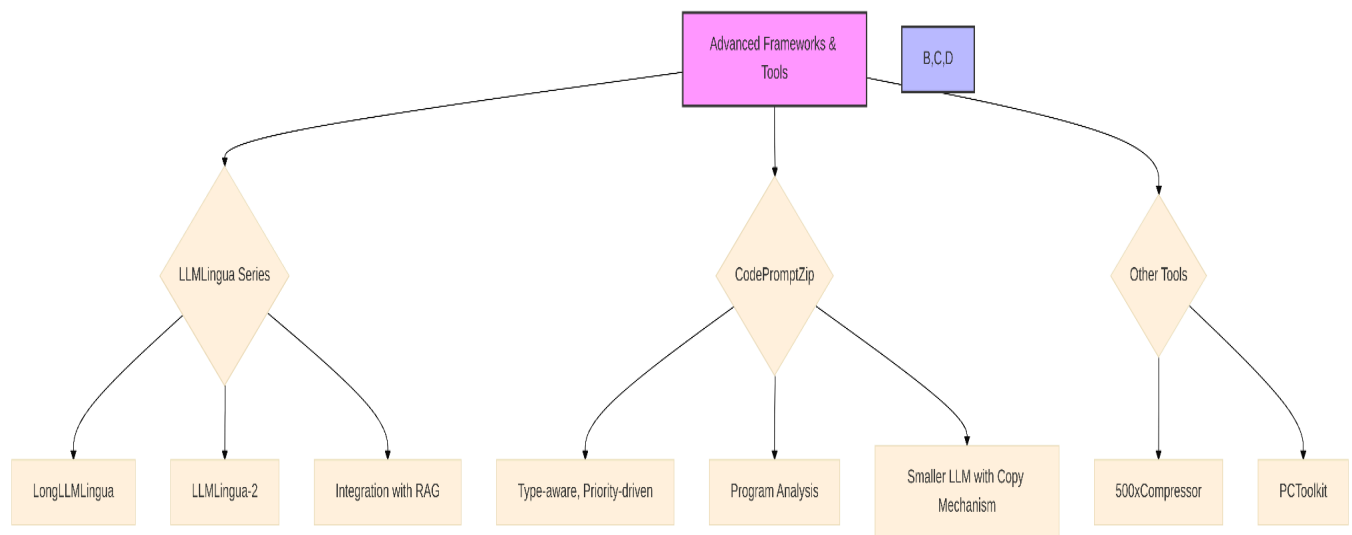 Advanced Frameworks &
Tools
B,C,D
LLMLingua Series
CodePromptZip
Other Tools
LongLLMLingua
LLMLingua-2
Integration with RAG
Type-aware, Priority-driven
Program Analysis
Smaller LLM with Copy
Mechanism
500xCompressor
PCToolkit